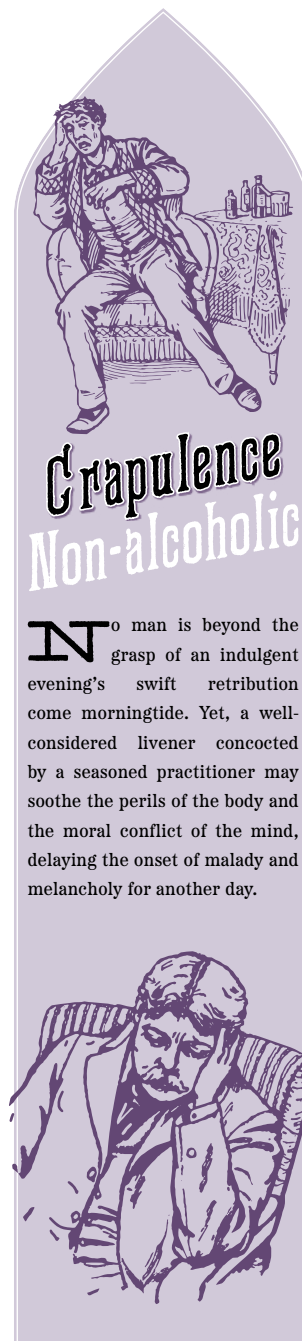 Crapulence
Non-alcoholic
No man is beyond the
grasp of an indulgent
evening's swift retribution
come morningtide. Yet, a well-
considered livener concocted
by a seasoned practitioner may
soothe the perils of the body and
the moral conflict of the mind,
delaying the onset of malady and
melancholy for another day.